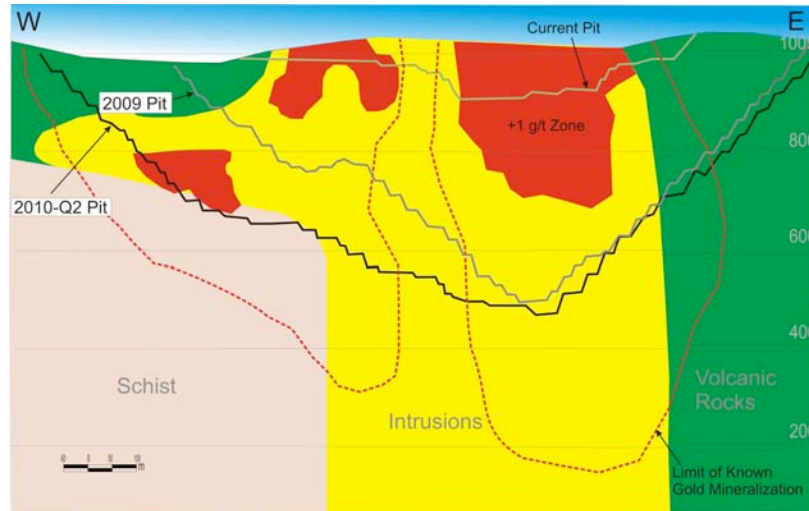 W
E
Current Pit
1005
2009 Pit
+1 g/t Zone
800
2010-Q2 Pit
600
400
Schist
Volcanic
Rocks
Intrusions
200
Limit of Known
Gold Mineralization
m